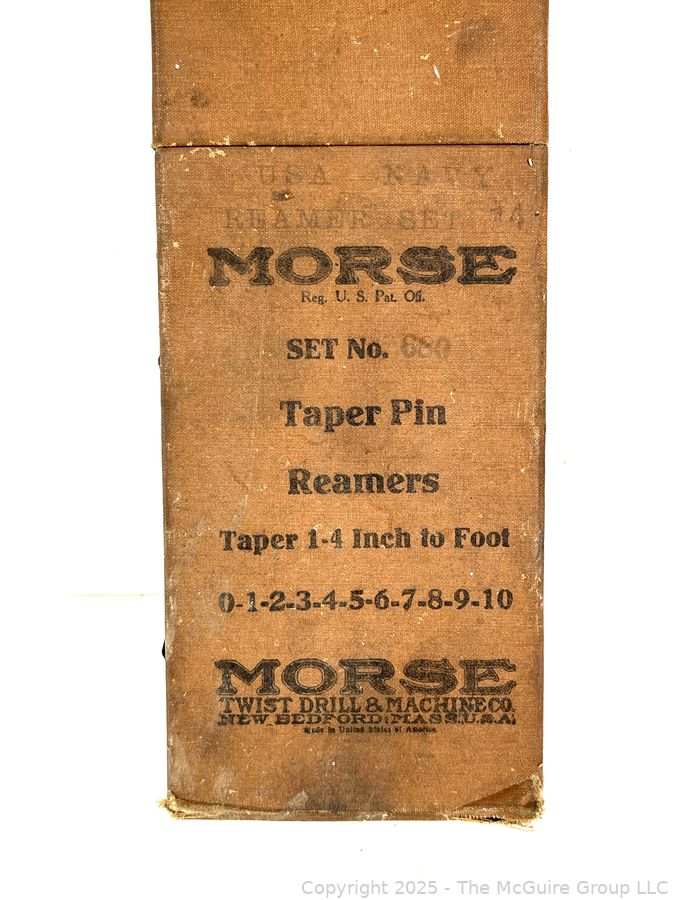 USA NAVY
REAMER SET #4
MORSE
Reg. U. S. Pat. Off.
SET No. 680
Taper Pin
Reamers
Taper 1-4 Inch to Foot
0-1-2-3-4-5-6-7-8-9-10
MORSE
TWIST DRILL & MACHINE CO.
NEW BEDFORD, MASS., U.S.A.
Made in United States of America
Copyright 2025 - The McGuire Group LLC